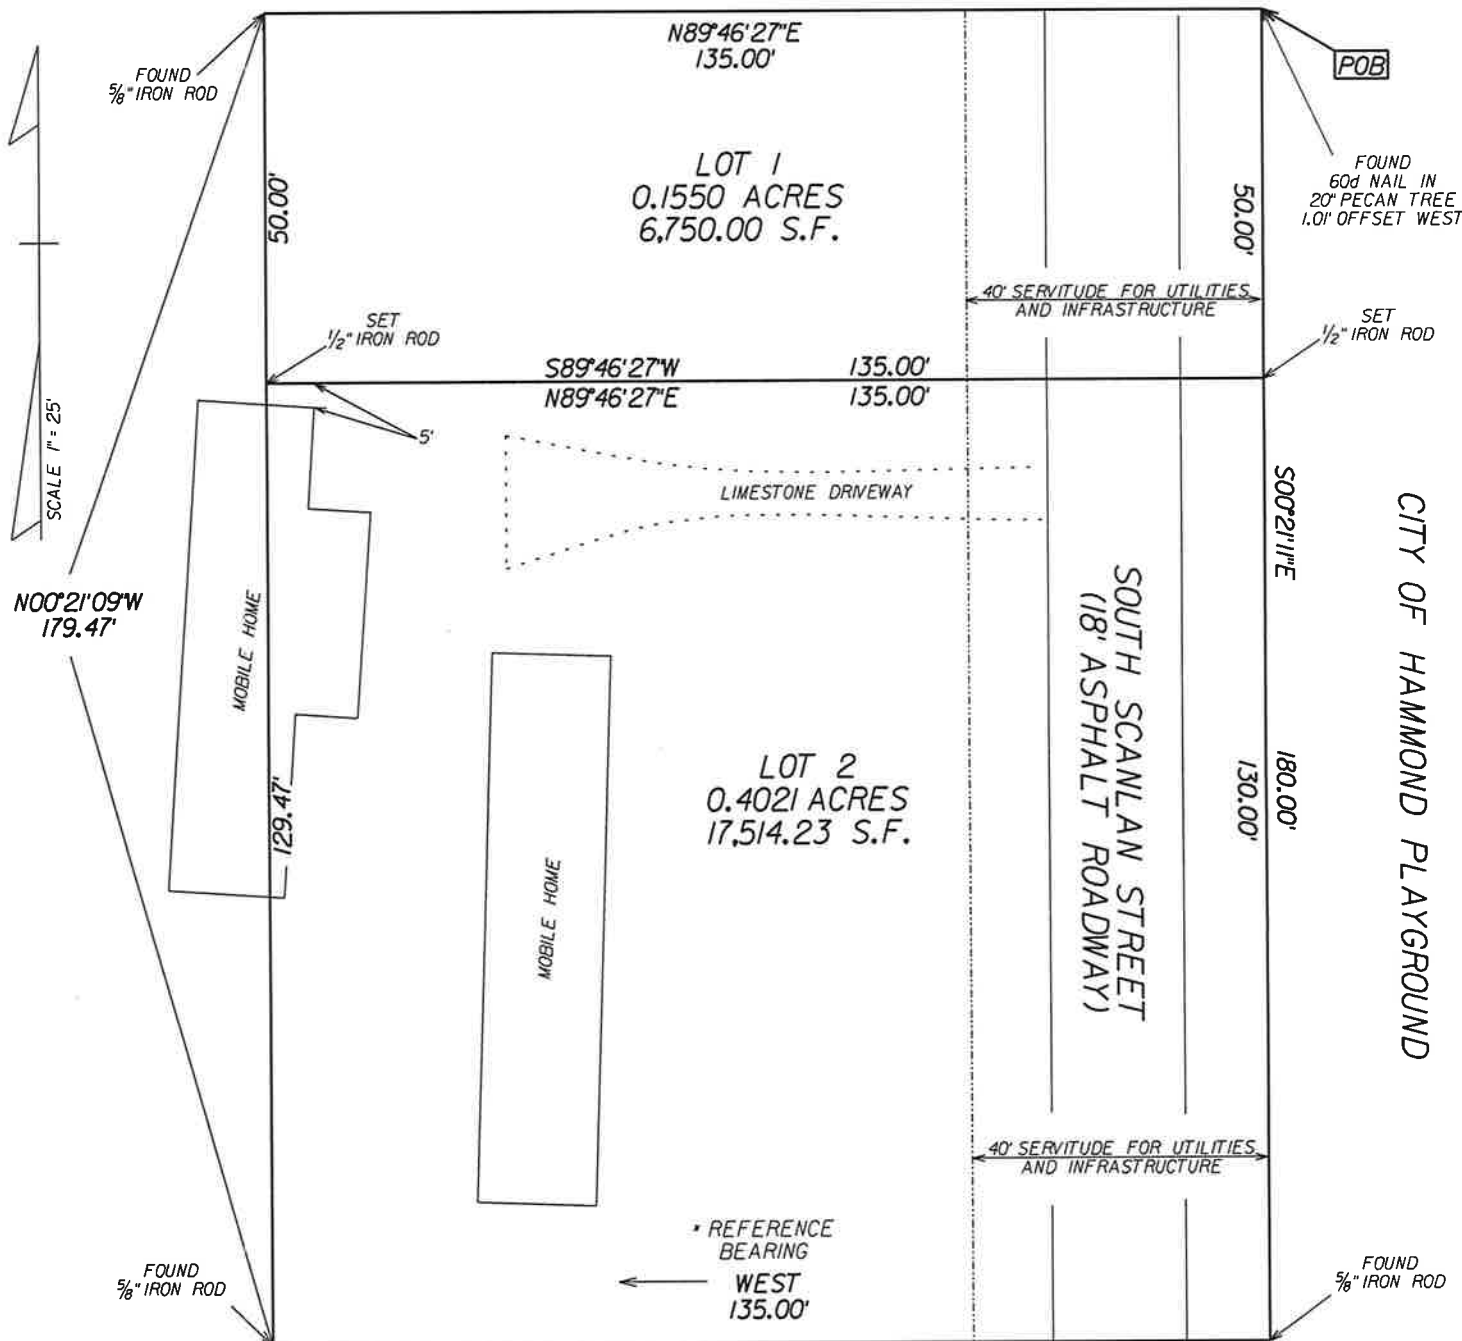 N89°46'27"E
135.00'
POB
FOUND
5/8" IRON ROD
FOUND
60d NAIL IN
20" PECAN TREE
1.01' OFFSET WEST
LOT 1
0.1550 ACRES
6,750.00 S.F.
50.00'
50.00'
40' SERVITUDE FOR UTILITIES
AND INFRASTRUCTURE
SET
1/2" IRON ROD
SET
1/2" IRON ROD
S89°46'27"W 135.00'
N89°46'27"E 135.00'
5'
SCALE 1" = 25'
LIMESTONE DRIVEWAY
S00°21'11"E
CITY OF HAMMOND PLAYGROUND
N00°21'09"W
179.47'
MOBILE HOME
SOUTH SCANLAN STREET
(18' ASPHALT ROADWAY)
LOT 2
0.4021 ACRES
17,514.23 S.F.
129.47'
130.00'
180.00'
MOBILE HOME
40' SERVITUDE FOR UTILITIES
AND INFRASTRUCTURE
* REFERENCE
BEARING
WEST
135.00'
FOUND
5/8" IRON ROD
FOUND
5/8" IRON ROD